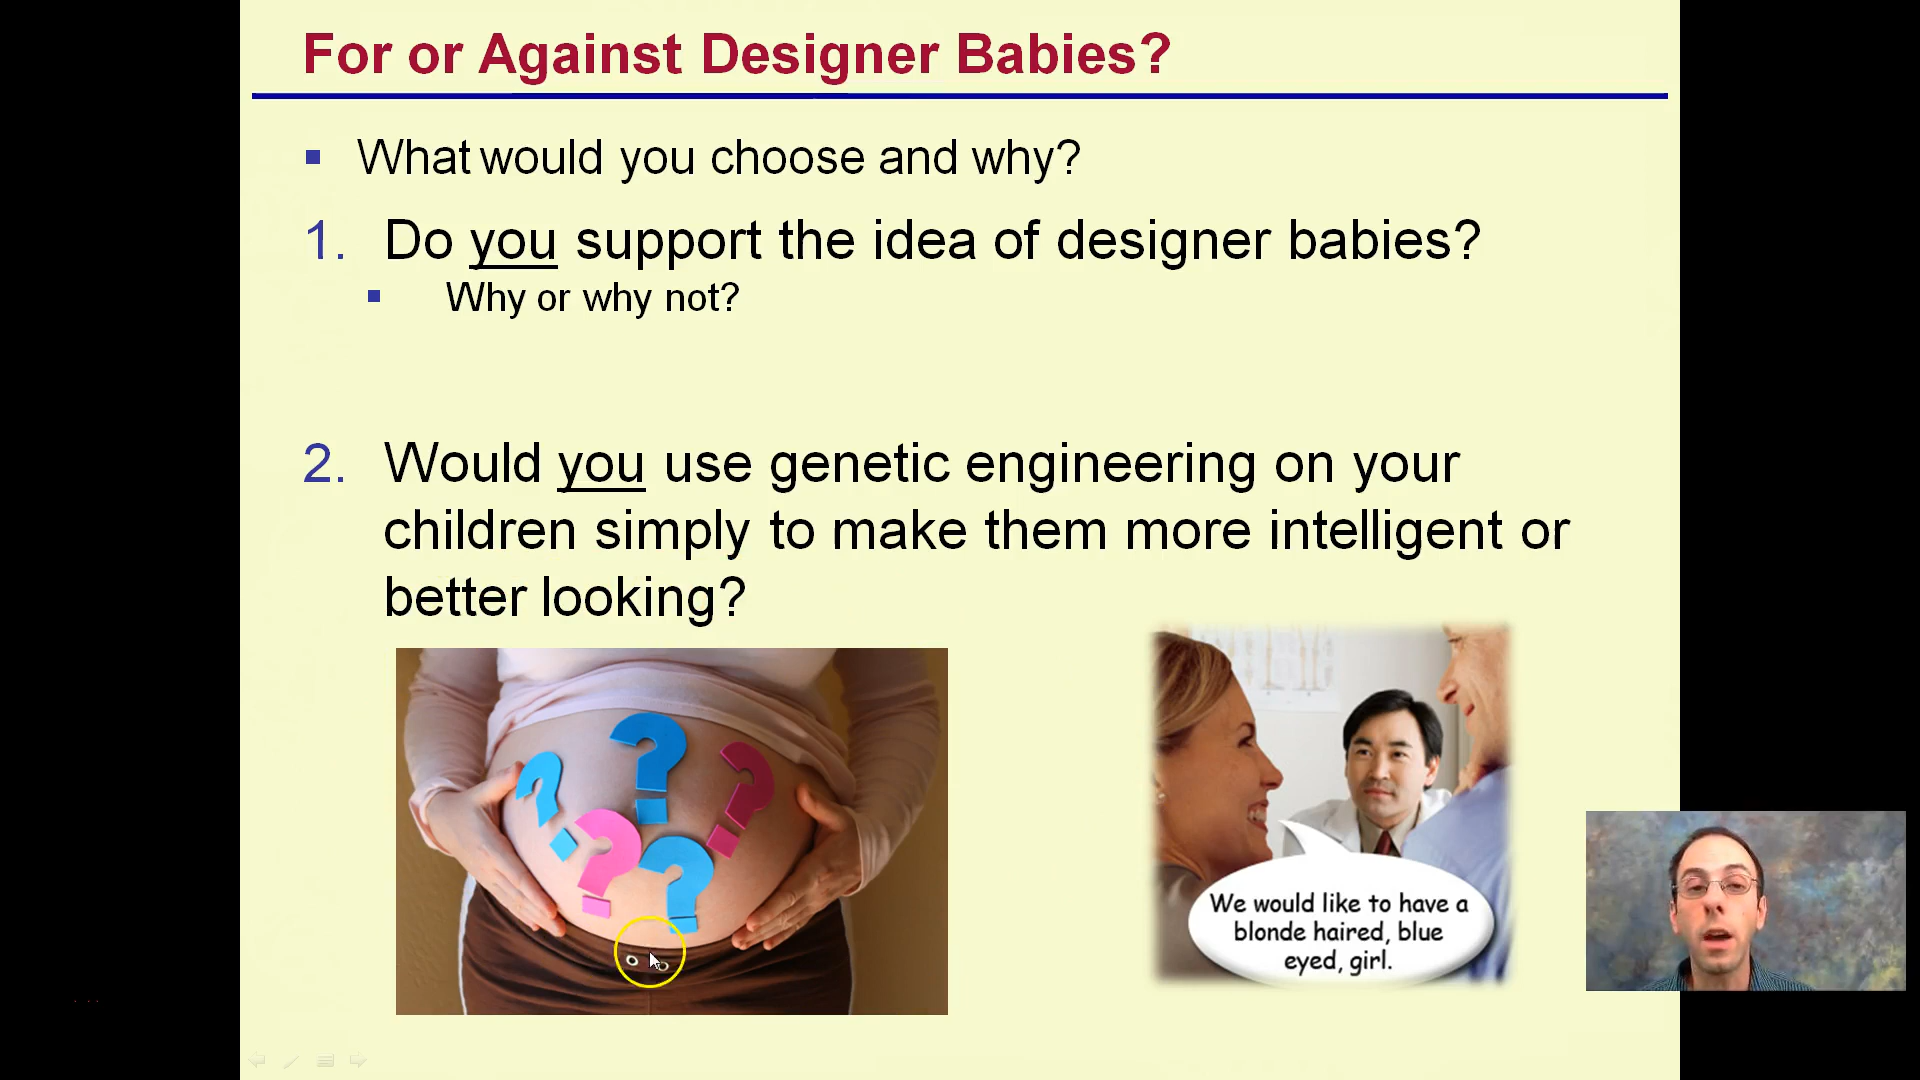 For or Against Designer Babies?
What would you choose and why?
1. Do you support the idea of designer babies?
Why or why not?
2. Would you use genetic engineering on your
children simply to make them more intelligent or
better looking?
? ? ? ? ?
We would like to have a
blonde haired, blue
eyed, girl.